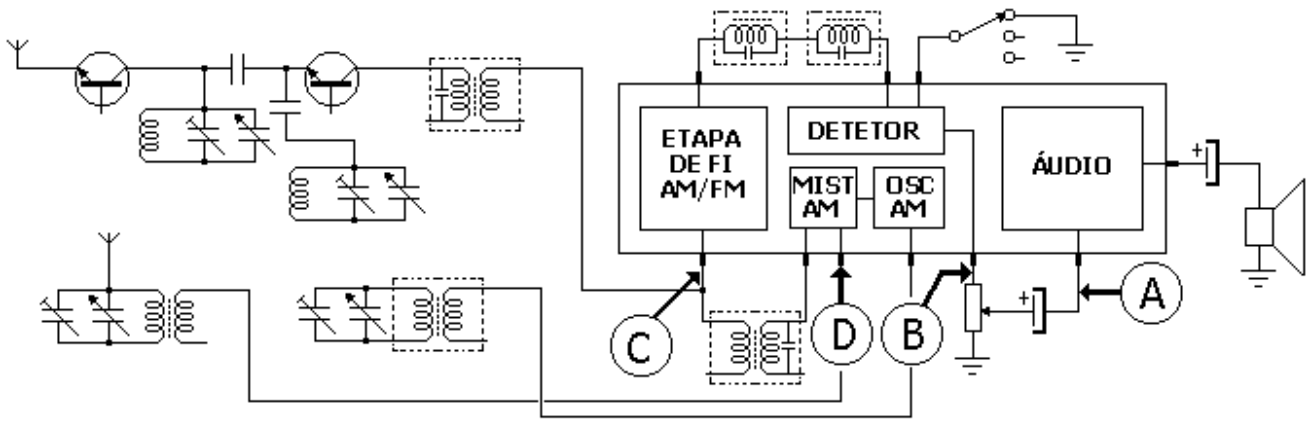 ETAPA
DE FI
AM/FM
DETETOR
MIST
AM
OSC
AM
ÁUDIO
+
+
A
B
C
D